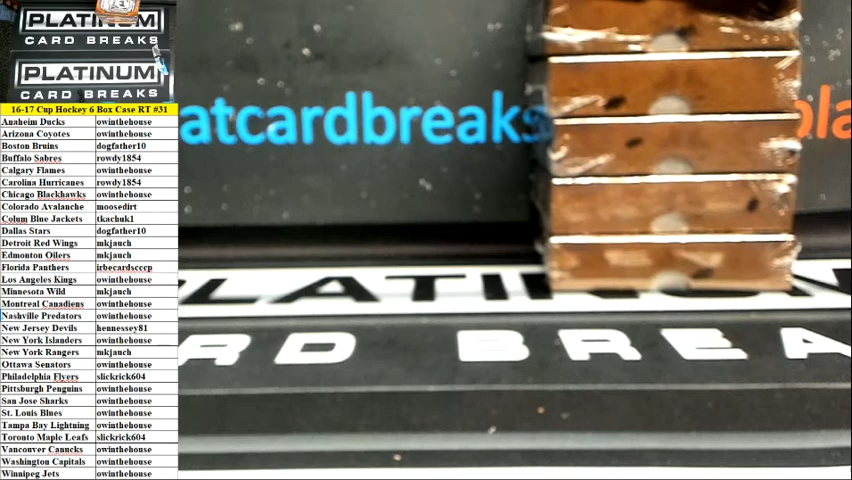 PLATINUM
CARD BREAKS
PLATINUM
CARD BREAKS
16-17 Cup Hockey 6 Box Case RT #31
Anaheim Ducks owinthehouse
Arizona Coyotes owinthehouse
Boston Bruins dogfather10
Buffalo Sabres rowdy1854
Calgary Flames owinthehouse
Carolina Hurricanes rowdy1854
Chicago Blackhawks owinthehouse
Colorado Avalanche moosedirt
Colum Blue Jackets tkachuk1
Dallas Stars dogfather10
Detroit Red Wings mkjauch
Edmonton Oilers mkjauch
Florida Panthers irbecardscccp
Los Angeles Kings owinthehouse
Minnesota Wild mkjauch
Montreal Canadiens owinthehouse
Nashville Predators owinthehouse
New Jersey Devils hennessey81
New York Islanders owinthehouse
New York Rangers mkjauch
Ottawa Senators owinthehouse
Philadelphia Flyers slickrick604
Pittsburgh Penguins owinthehouse
San Jose Sharks owinthehouse
St. Louis Blues owinthehouse
Tampa Bay Lightning owinthehouse
Toronto Maple Leafs slickrick604
Vancouver Canucks owinthehouse
Washington Capitals owinthehouse
Winnipeg Jets owinthehouse
atcardbreaks pla
LATINUM
RD BREA